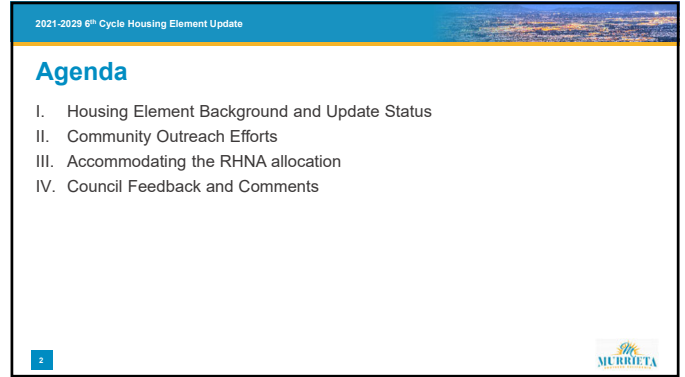 2021-2029 6th Cycle Housing Element Update
Agenda
I. Housing Element Background and Update Status
II. Community Outreach Efforts
III. Accommodating the RHNA allocation
IV. Council Feedback and Comments
2
MURRIETA